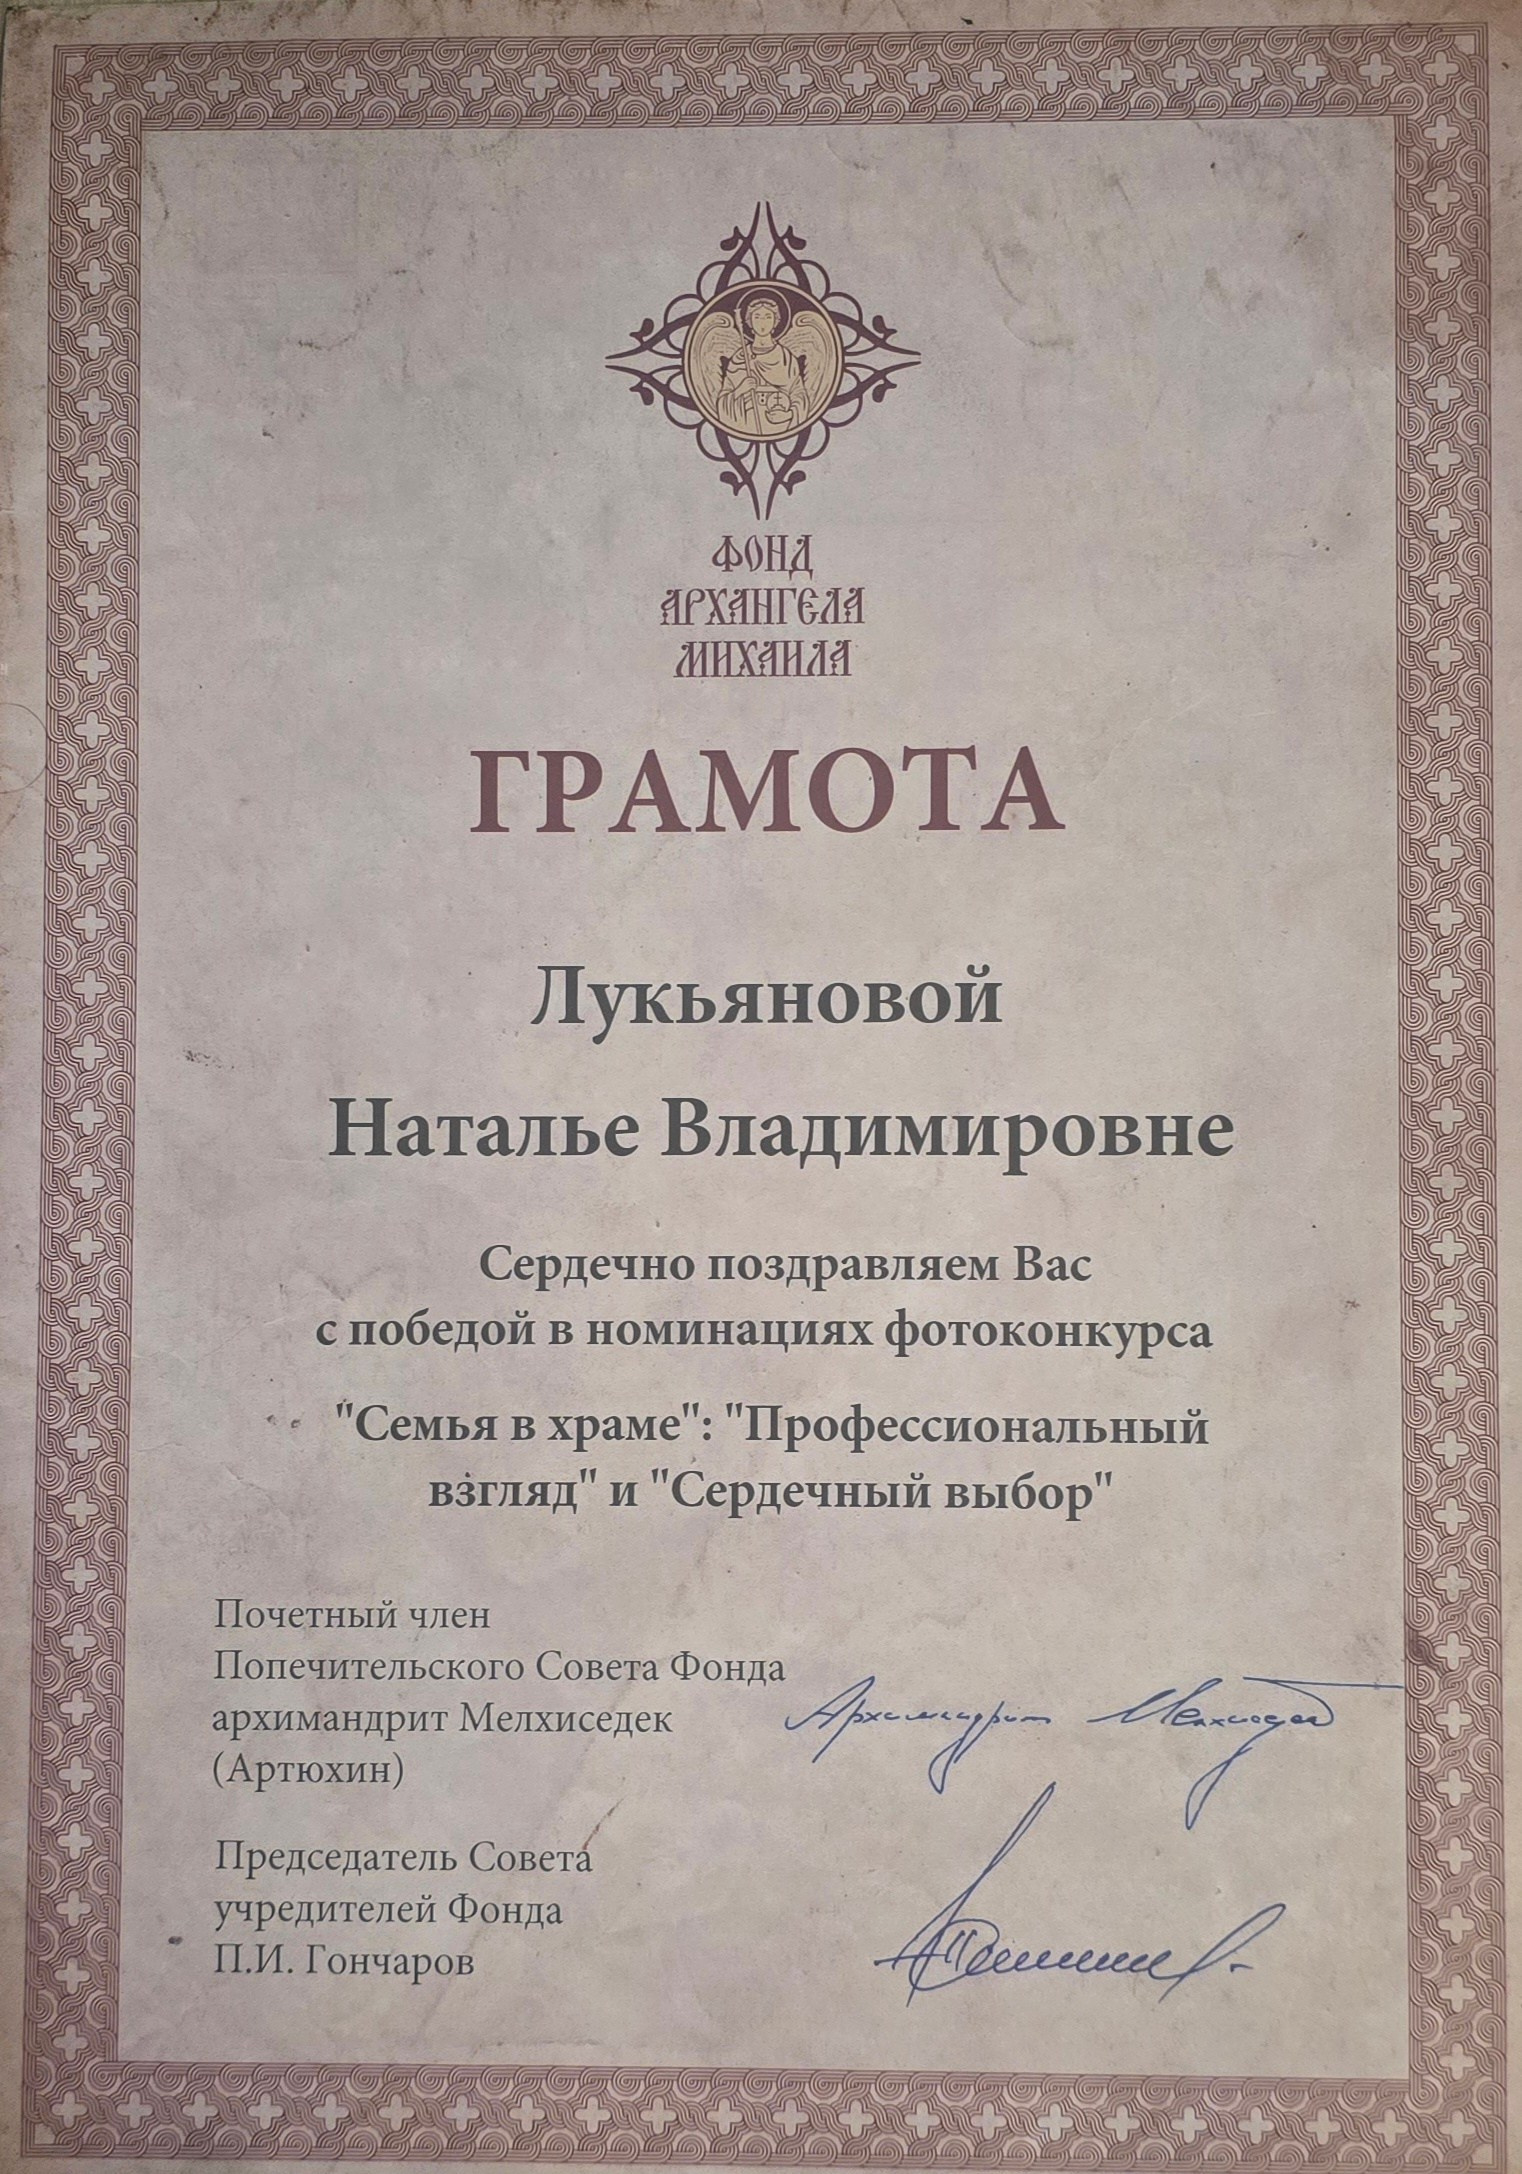 ФОНД
АРХАНГЕЛА
МИХАИЛА
ГРАМОТА
Лукьяновой
Наталье Владимировне
Сердечно поздравляем Вас
с победой в номинациях фотоконкурса
"Семья в храме": "Профессиональный
взгляд" и "Сердечный выбор"
Почетный член
Попечительского Совета Фонда
архимандрит Мелхиседек
(Артюхин)
Архимандрит Мелхиседек
Председатель Совета
учредителей Фонда
П.И. Гончаров